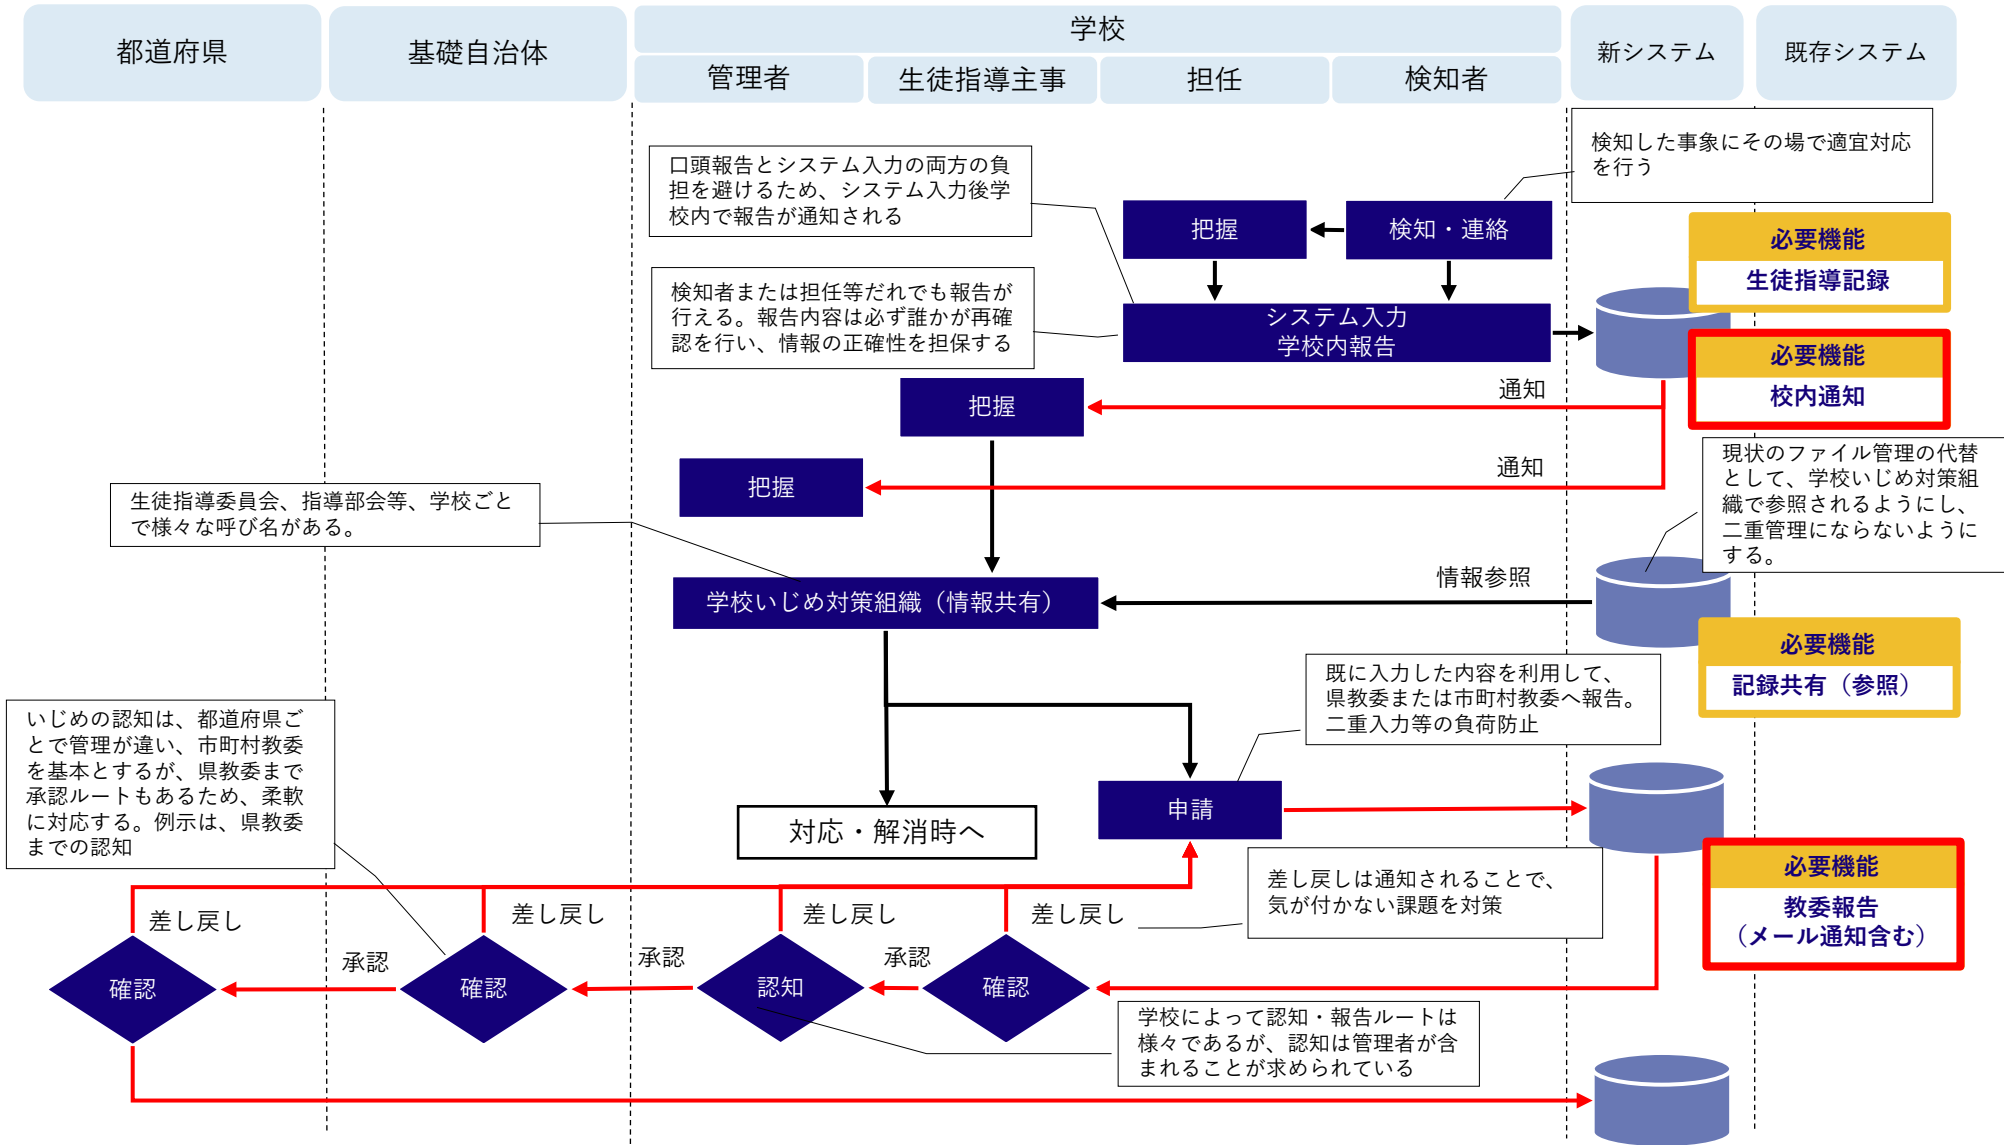 都道府県
基礎自治体
学校
管理者
生徒指導主事
担任
検知者
新システム
既存システム
検知した事象にその場で適宜対応
を行う
口頭報告とシステム入力の両方の負
担を避けるため、システム入力後学
校内で報告が通知される
把握
検知・連絡
必要機能
生徒指導記録
検知者または担任等だれでも報告が
行える。報告内容は必ず誰かが再確
認を行い、情報の正確性を担保する
システム入力
学校内報告
必要機能
校内通知
通知
把握
通知
把握
現状のファイル管理の代替
として、学校いじめ対策組
織で参照されるようにし、
二重管理にならないように
する。
生徒指導委員会、指導部会等、学校ごと
で様々な呼び名がある。
学校いじめ対策組織（情報共有）
情報参照
必要機能
記録共有（参照）
既に入力した内容を利用して、
県教委または市町村教委へ報告。
二重入力等の負荷防止
いじめの認知は、都道府県ご
とで管理が違い、市町村教委
を基本とするが、県教委まで
承認ルートもあるため、柔軟
に対応する。例示は、県教委
までの認知
申請
対応・解消時へ
必要機能
教委報告
（メール通知含む）
差し戻しは通知されることで、
気が付かない課題を対策
差し戻し
差し戻し
差し戻し
差し戻し
承認
承認
承認
確認
確認
認知
確認
学校によって認知・報告ルートは
様々であるが、認知は管理者が含
まれることが求められている